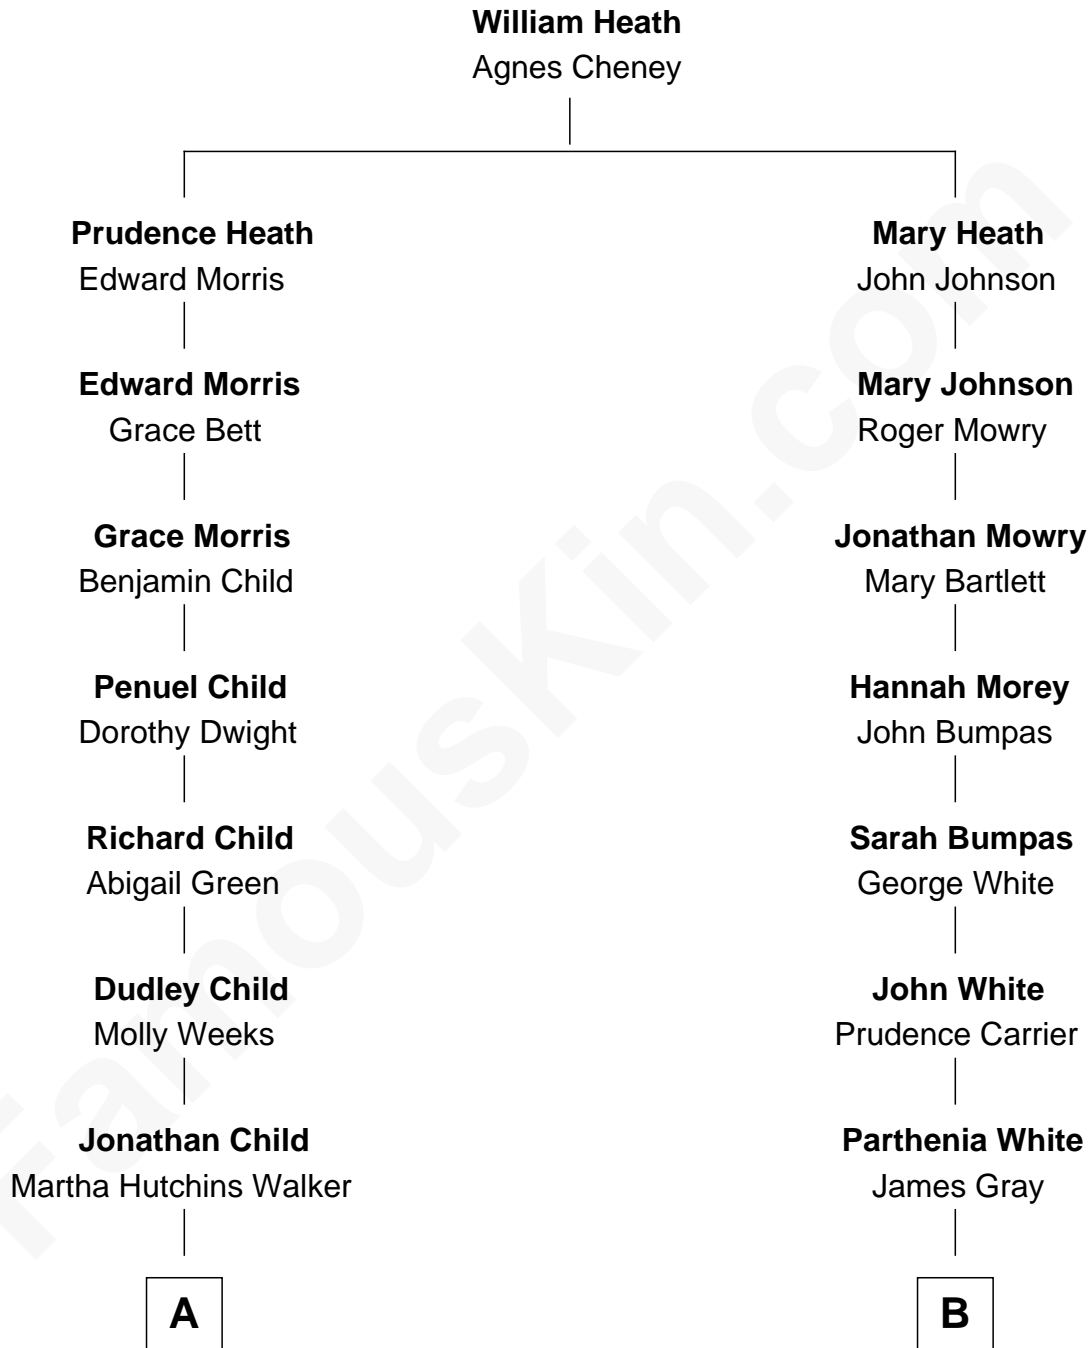 William Heath
Agnes Cheney
Prudence Heath
Edward Morris
Edward Morris
Grace Bett
Grace Morris
Benjamin Child
Penuel Child
Dorothy Dwight
Richard Child
Abigail Green
Dudley Child
Molly Weeks
Jonathan Child
Martha Hutchins Walker
A
Mary Heath
John Johnson
Mary Johnson
Roger Mowry
Jonathan Mowry
Mary Bartlett
Hannah Morey
John Bumpas
Sarah Bumpas
George White
John White
Prudence Carrier
Parthenia White
James Gray
B
FamousKin.com